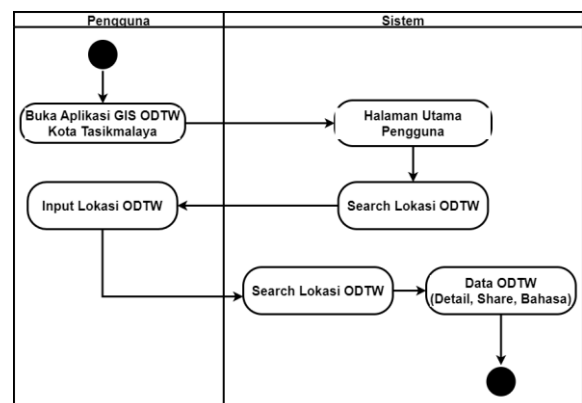 Pengguna
Sistem
Buka Aplikasi GIS ODTW
Kota Tasikmalaya
Halaman Utama
Pengguna
Input Lokasi ODTW
Search Lokasi ODTW
Search Lokasi ODTW
Data ODTW
(Detail, Share, Bahasa)